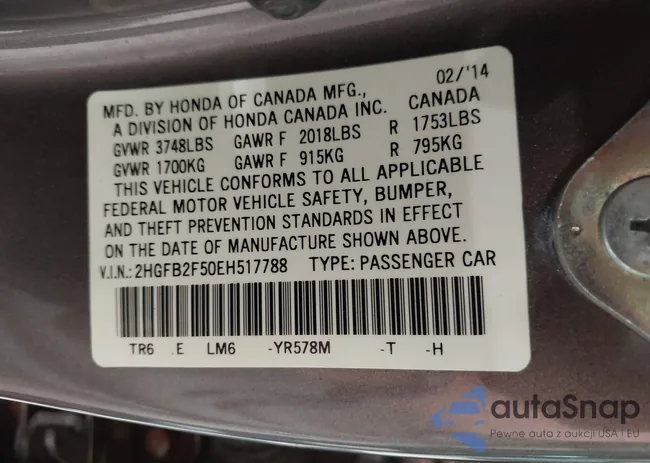 02/'14
MFD. BY HONDA OF CANADA MFG.,
A DIVISION OF HONDA CANADA INC. CANADA
GVWR 3748LBS GAWR F 2018LBS R 1753LBS
GVWR 1700KG GAWR F 915KG R 795KG
THIS VEHICLE CONFORMS TO ALL APPLICABLE
FEDERAL MOTOR VEHICLE SAFETY, BUMPER,
AND THEFT PREVENTION STANDARDS IN EFFECT
ON THE DATE OF MANUFACTURE SHOWN ABOVE.
V.I.N.:2HGFB2F50EH517788 TYPE: PASSENGER CAR
TR6 .E LM6 -YR578M -T -H
autaSnap
Pewne auta z aukcji USA i EU